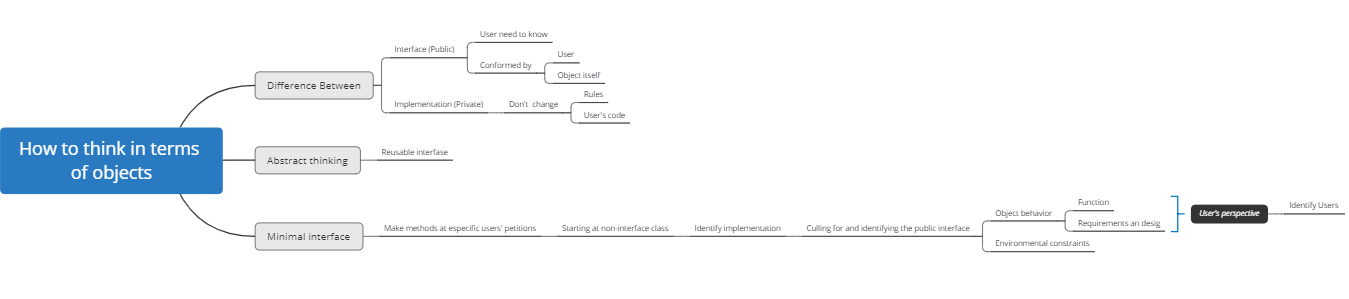 How to think in terms
of objects
Difference Between
Interface (Public)
User need to know
Conformed by
User
Object itself
Implementation (Private)
Don't change
Rules
User's code
Abstract thinking
Reusable interfase
Minimal interface
Make methods at especific users' petitions
Starting at non-interface class
Identify implementation
Culling for and identifying the public interface
Object behavior
Function
Requirements an desig
Environmental constraints
User's perspective
Identify Users